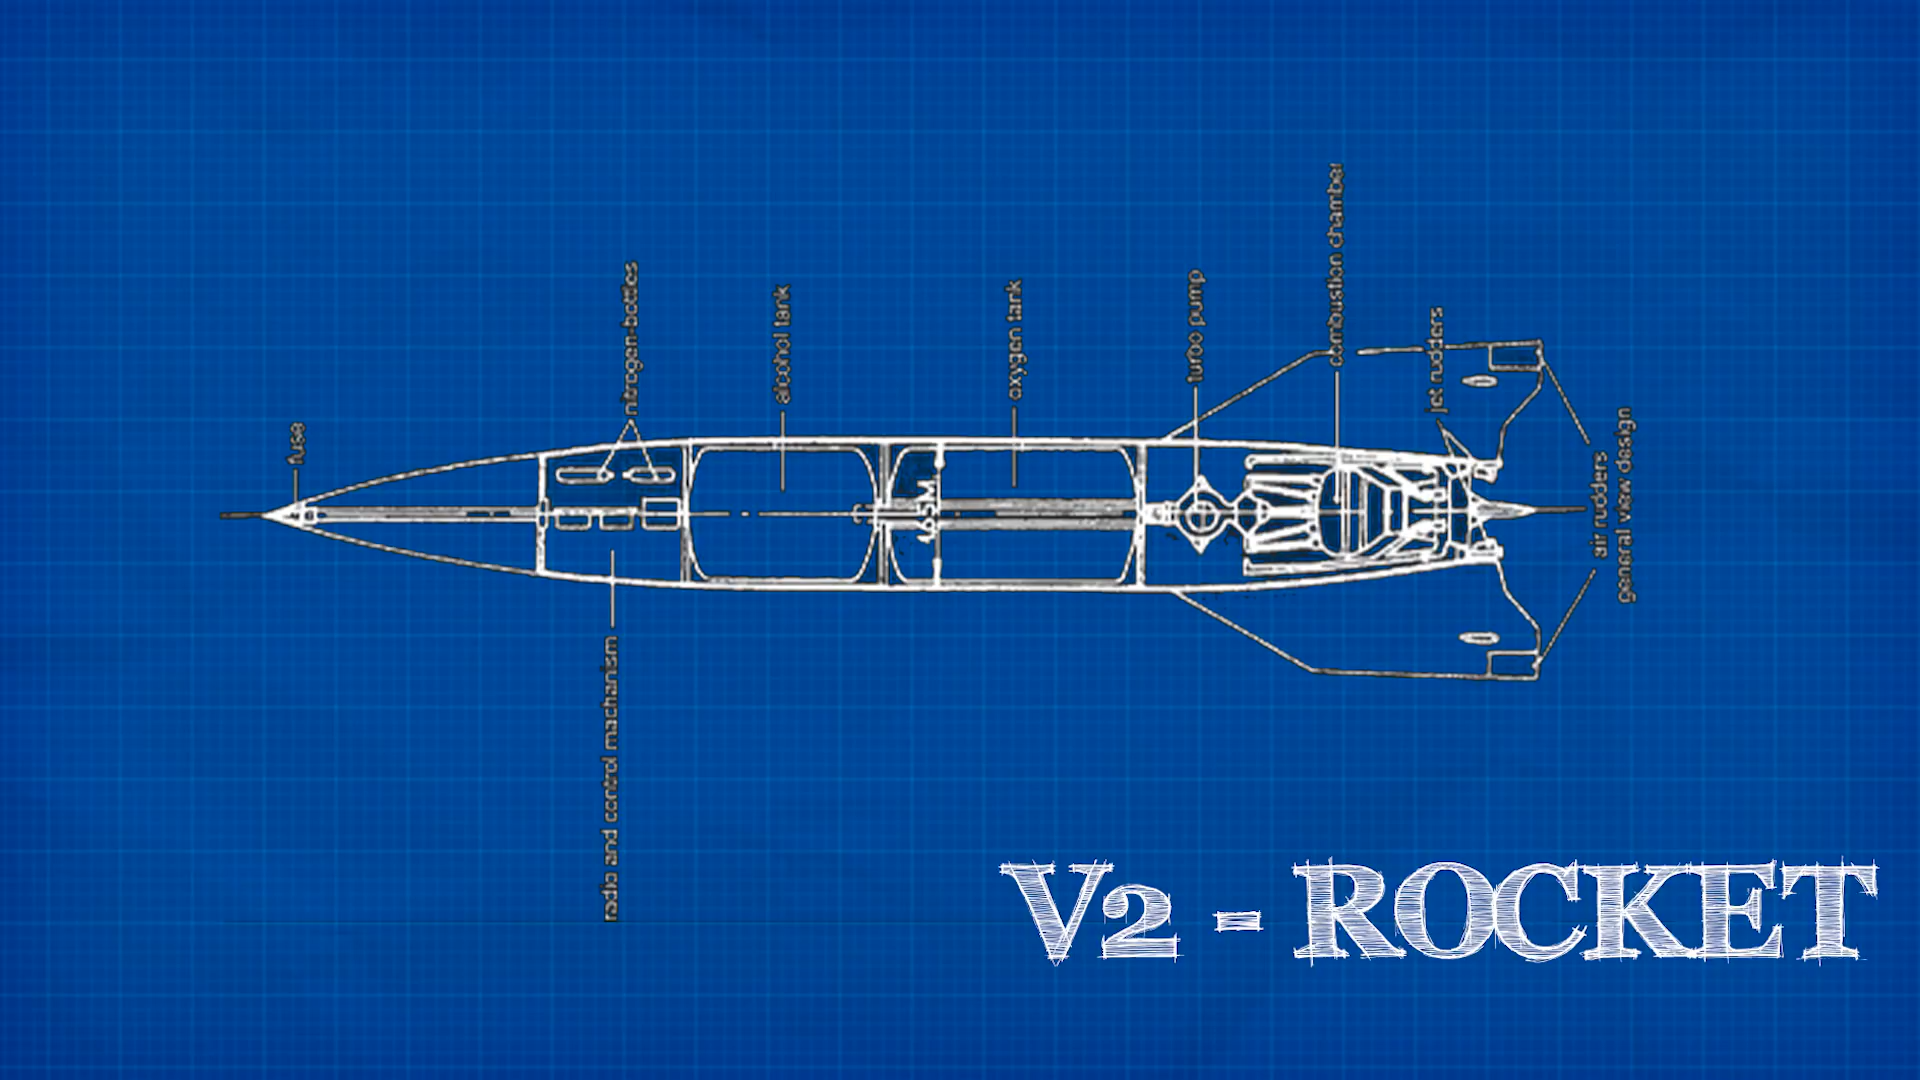 fuse
nitrogen-bottles
alcohol tank
oxygen tank
turbo pump
combustion chamber
jet rudders
air rudders
general view design
radio and control machanism
1.65M
V2 - ROCKET